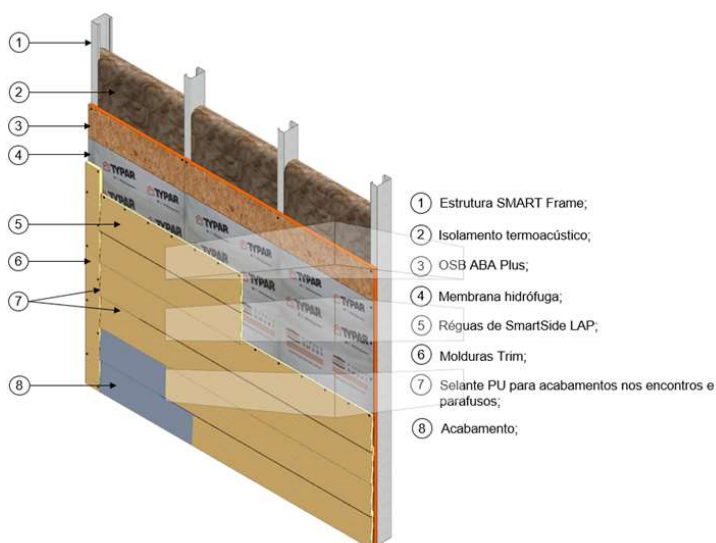 1
2
3
4
5
6
7
8
TYPAR
TYPAR
TYPAR
TYPAR
TYPAR
TYPAR
TYPAR
1 Estrutura SMART Frame;
2 Isolamento termoacústico;
3 OSB ABA Plus;
4 Membrana hidrófuga;
5 Réguas de SmartSide LAP;
6 Molduras Trim;
7 Selante PU para acabamentos nos encontros e
parafusos;
8 Acabamento;